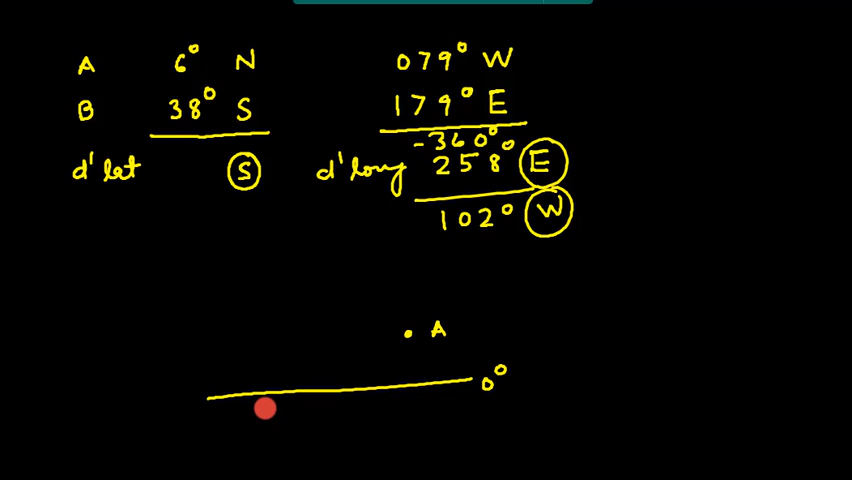 A 6° N 079° W
B 38° S 179° E
-360°
d'lat S d'long 258° E
102° W
. A
0°